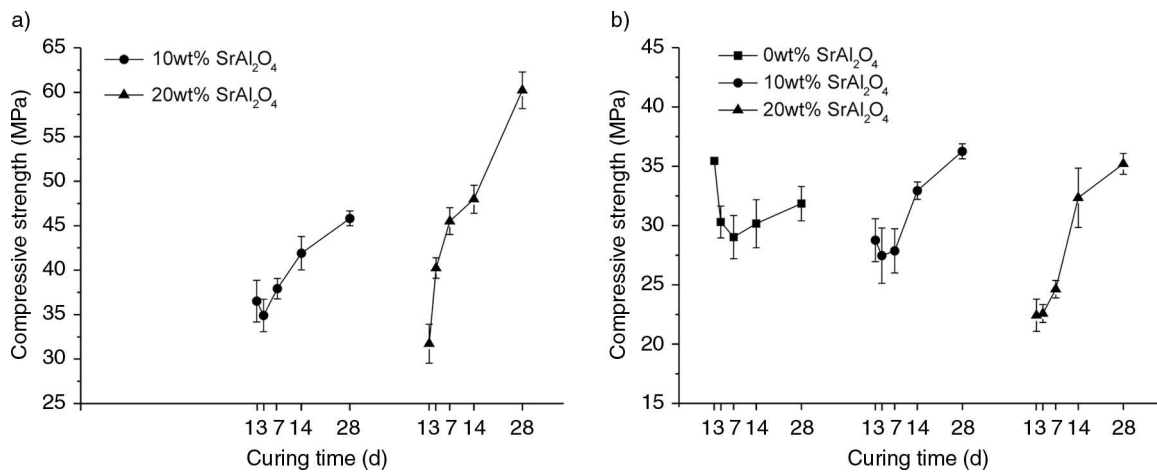 a)
Compressive strength (MPa)
65
60
55
50
45
40
35
30
25
10wt% SrAl₂O₄
20wt% SrAl₂O₄
13 7 14 28 13 7 14 28
Curing time (d)
b)
Compressive strength (MPa)
45
40
35
30
25
20
15
0wt% SrAl₂O₄
10wt% SrAl₂O₄
20wt% SrAl₂O₄
13 7 14 28 13 7 14 28 13 7 14 28
Curing time (d)